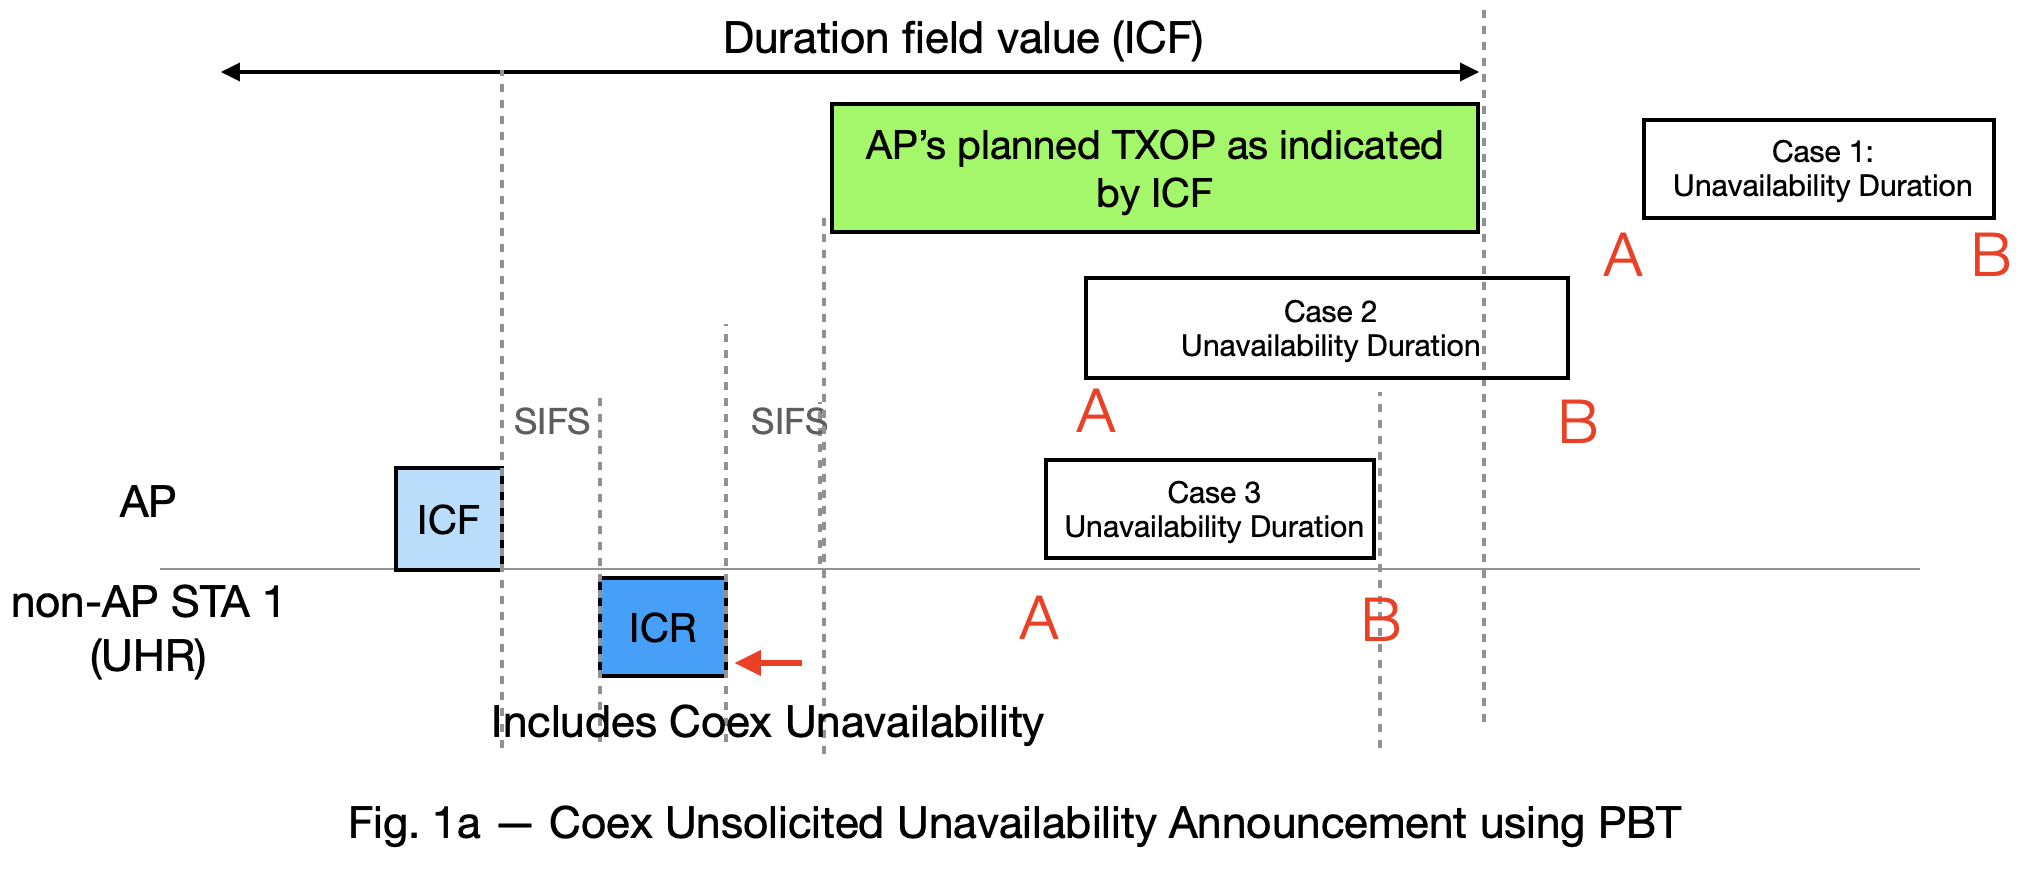 Duration field value (ICF)
AP’s planned TXOP as indicated
by ICF
Case 1:
Unavailability Duration
A
B
Case 2
Unavailability Duration
A
B
SIFS
SIFS
Case 3
Unavailability Duration
AP
ICF
non-AP STA 1
(UHR)
ICR
A
B
Includes Coex Unavailability
Fig. 1a — Coex Unsolicited Unavailability Announcement using PBT